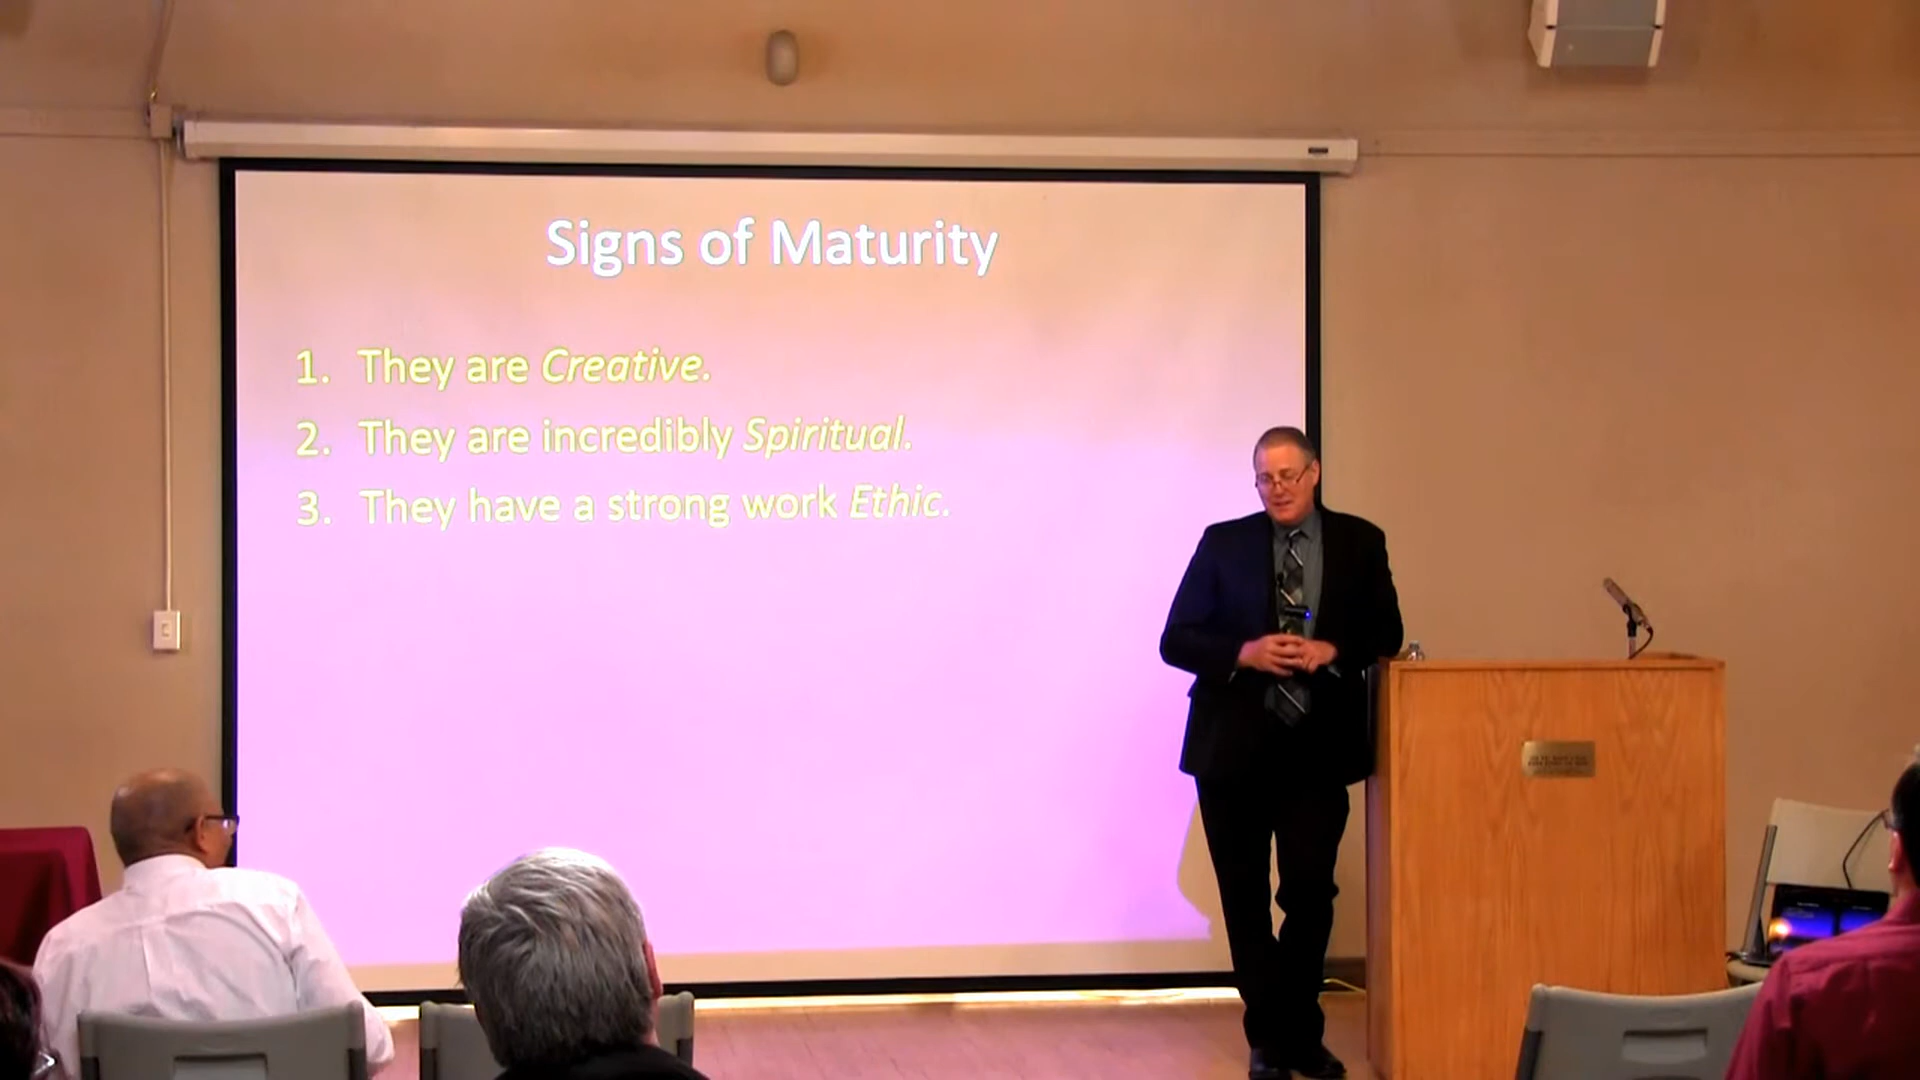 Signs of Maturity
1. They are Creative.
2. They are incredibly Spiritual.
3. They have a strong work Ethic.